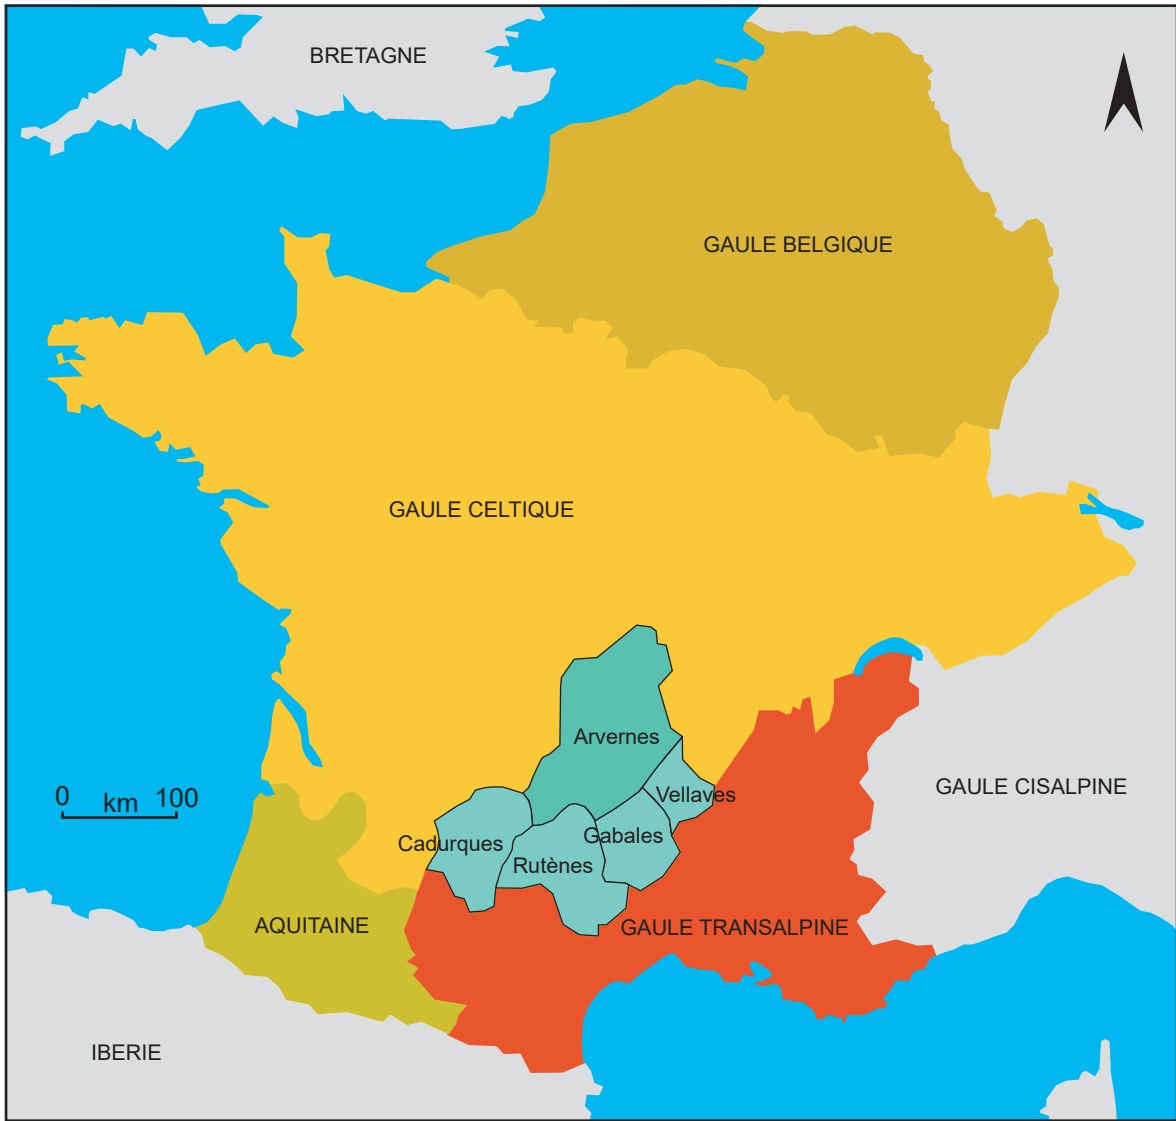 BRETAGNE
GAULE BELGIQUE
GAULE CELTIQUE
Arvernes
GAULE CISALPINE
Vellaves
0 km 100
Gabales
Cadurques
Rutènes
AQUITAINE
GAULE TRANSALPINE
IBERIE